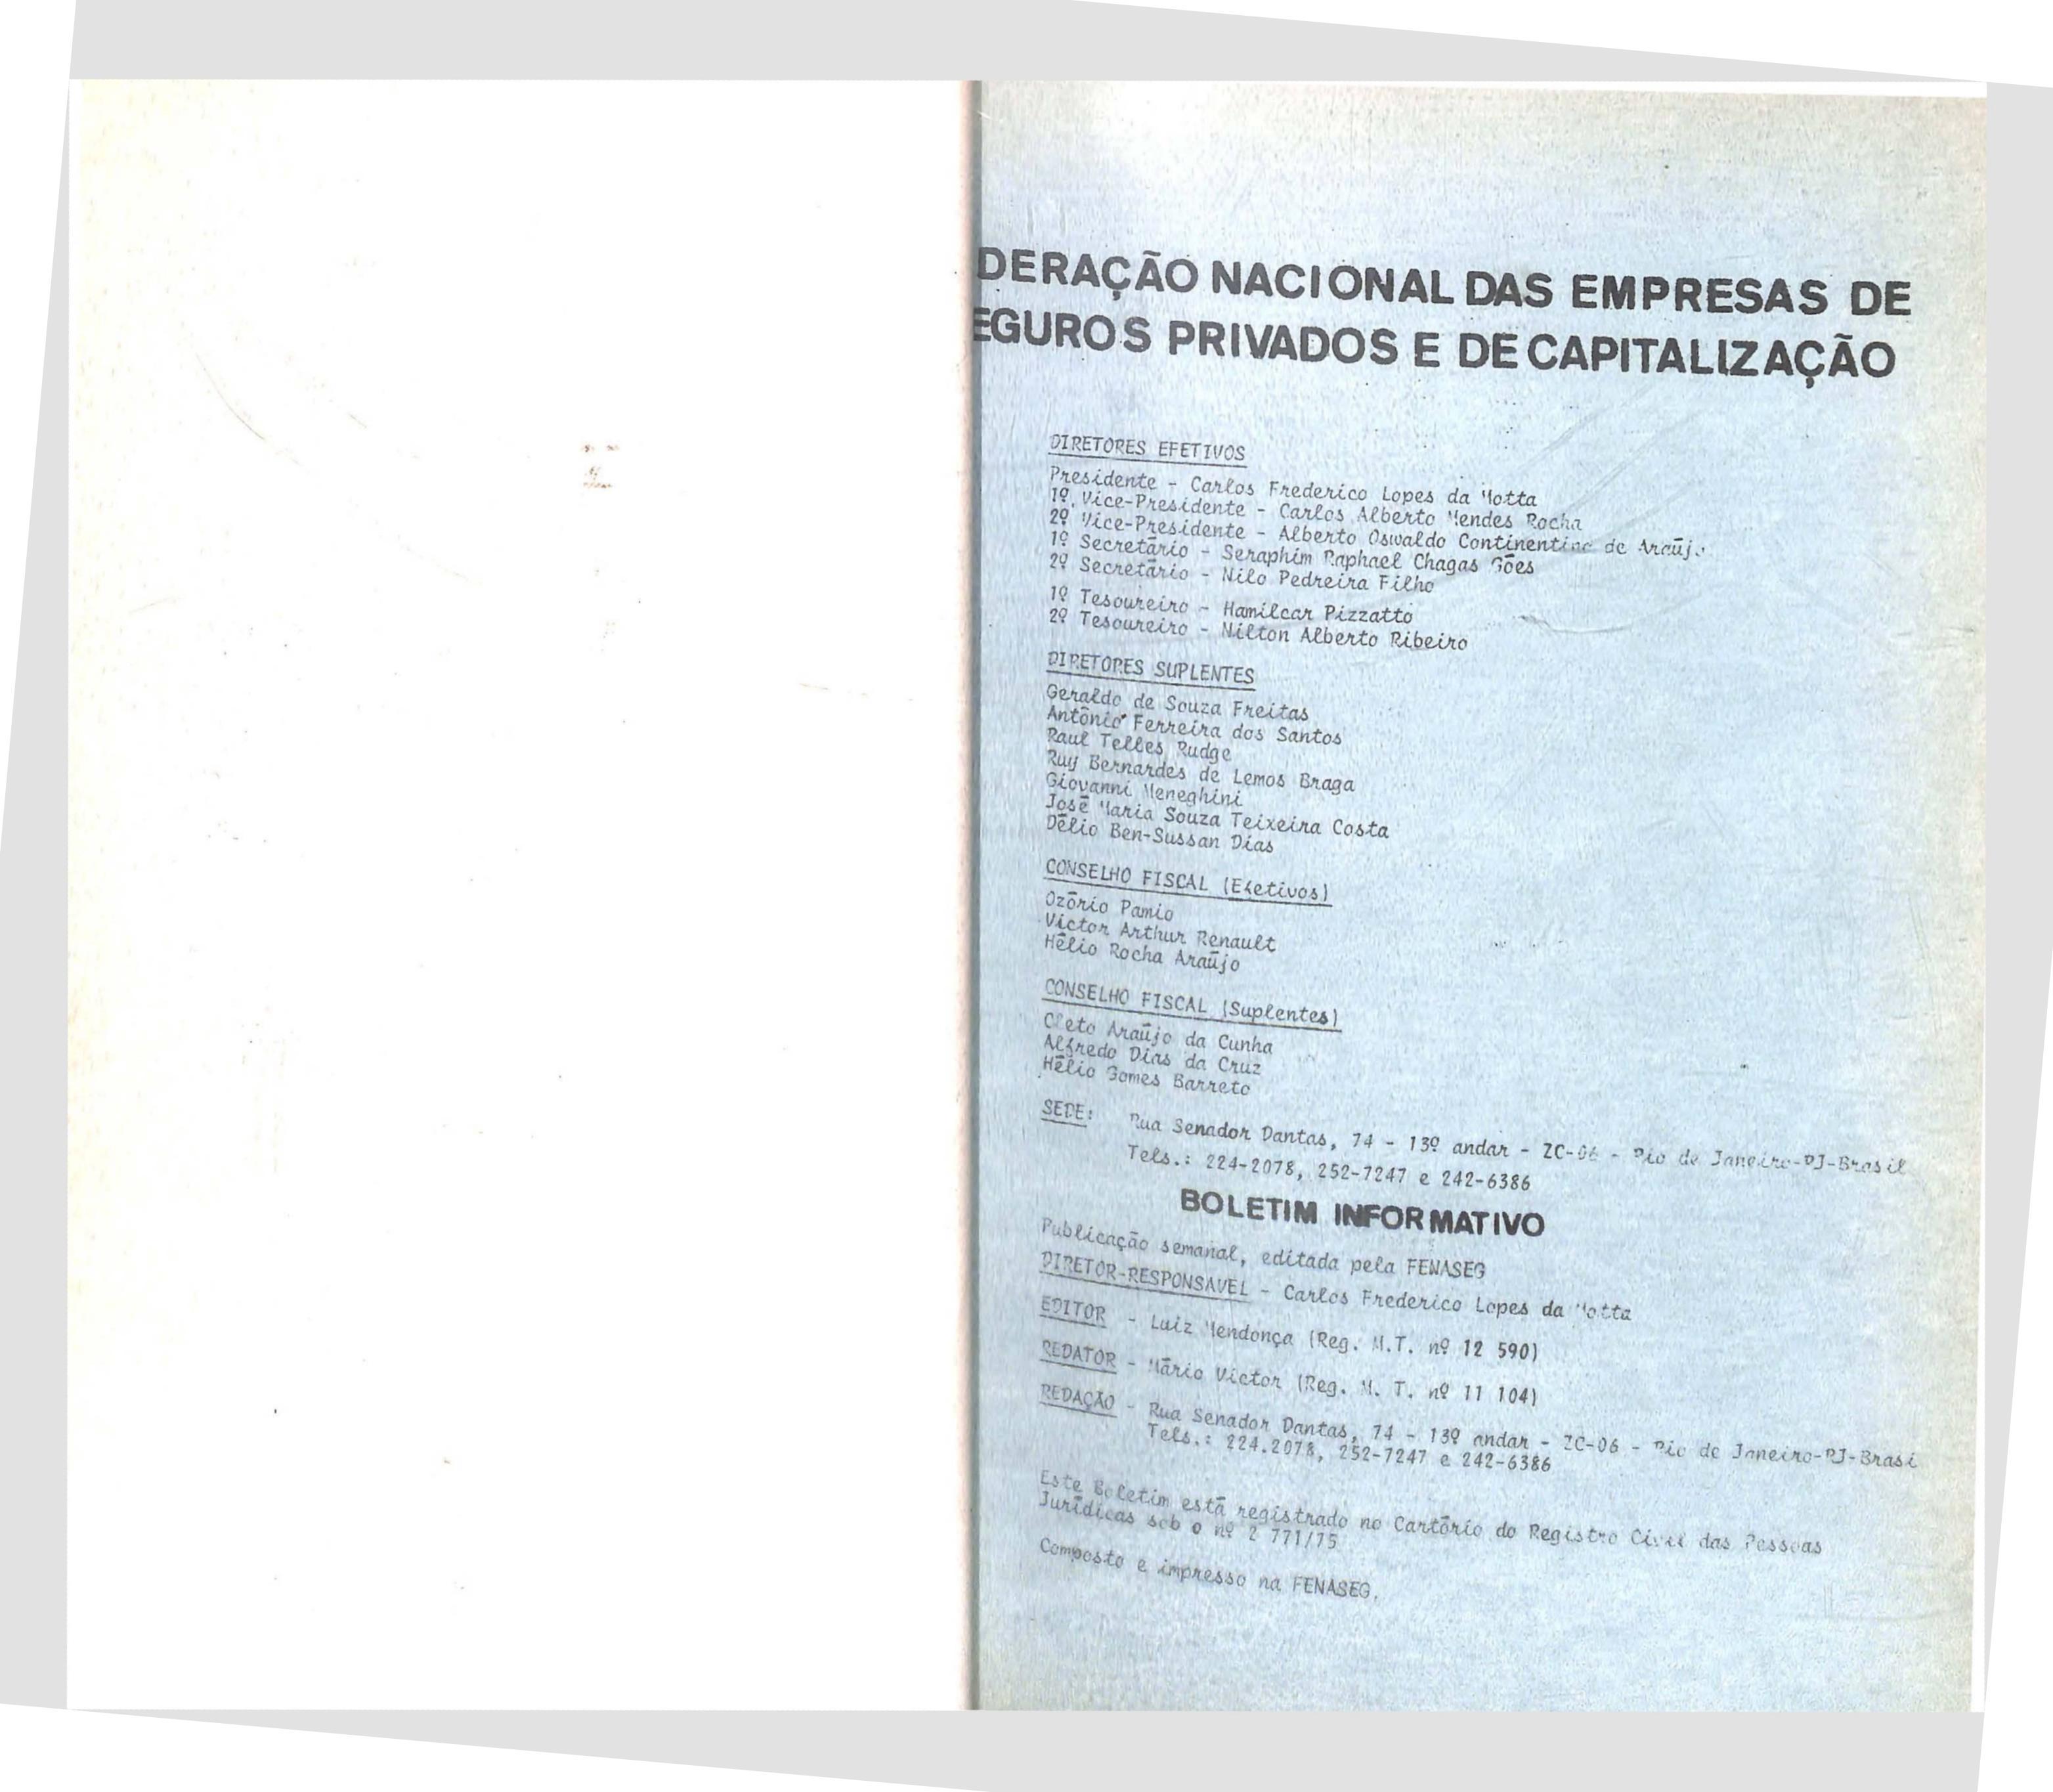 DERAÇÃO NACIONAL DAS EMPRESAS DE
EGUROS PRIVADOS E DE CAPITALIZAÇÃO
DIRETORES EFETIVOS
Presidente - Carlos Frederico Lopes da Motta
1º Vice-Presidente - Carlos Alberto Mendes Rocha
2º Vice-Presidente - Alberto Oswaldo Continentino de Araújo
1º Secretário - Seraphim Raphael Chagas Góes
2º Secretário - Nilo Pedreira Filho
1º Tesoureiro - Hamilcar Pizzatto
2º Tesoureiro - Nilton Alberto Ribeiro
DIRETORES SUPLENTES
Geraldo de Souza Freitas
Antônio Ferreira dos Santos
Raul Telles Rudge
Ruy Bernardes de Lemos Braga
Giovanni Meneghini
José Maria Souza Teixeira Costa
Délio Ben-Sussan Dias
CONSELHO FISCAL (Efetivos)
Ozório Pamio
Victor Arthur Renault
Hélio Rocha Araújo
CONSELHO FISCAL (Suplentes)
Cleto Araújo da Cunha
Alfredo Dias da Cruz
Hélio Gomes Barreto
SEDE: Rua Senador Dantas, 74 - 13º andar - ZC-06 - Rio de Janeiro-RJ-Brasil
Tels.: 224-2078, 252-7247 e 242-6386
BOLETIM INFORMATIVO
Publicação semanal, editada pela FENASEG
DIRETOR-RESPONSAVEL - Carlos Frederico Lopes da Motta
EDITOR - Luiz Mendonça (Reg. M.T. nº 12 590)
REDATOR - Mário Victor (Reg. M. T. nº 11 104)
REDAÇÃO - Rua Senador Dantas, 74 - 13º andar - ZC-06 - Rio de Janeiro-RJ-Brasi
Tels.: 224.2078, 252-7247 e 242-6386
Este Boletim está registrado no Cartório do Registro Civil das Pessoas
Jurídicas sob o nº 2 771/75
Composto e impresso na FENASEG.